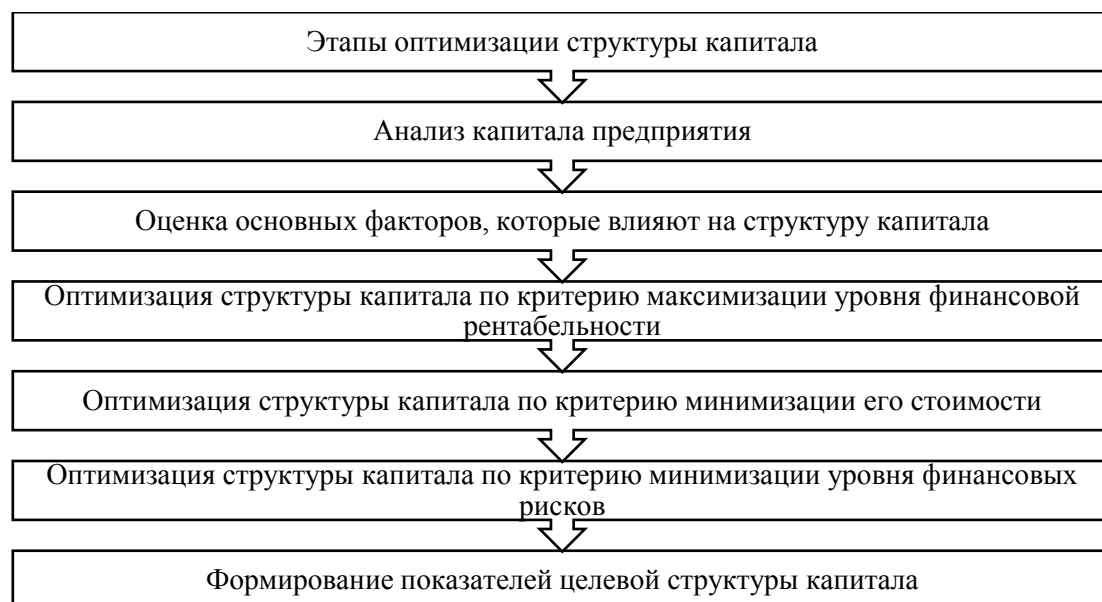 Этапы оптимизации структуры капитала
Анализ капитала предприятия
Оценка основных факторов, которые влияют на структуру капитала
Оптимизация структуры капитала по критерию максимизации уровня финансовой
рентабельности
Оптимизация структуры капитала по критерию минимизации его стоимости
Оптимизация структуры капитала по критерию минимизации уровня финансовых
рисков
Формирование показателей целевой структуры капитала